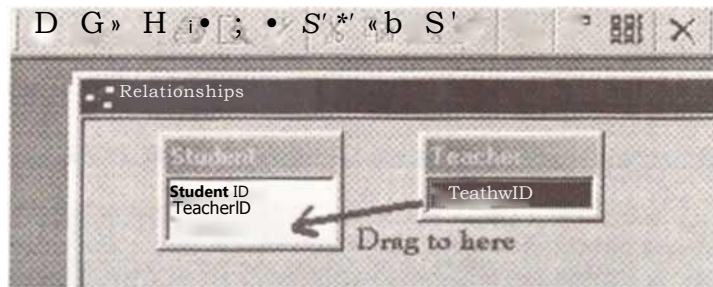 D G» H i• ; • S'*' «b S'
Relationships
Student
Teacher
Student ID
TeacherID
TeathwID
Drag to here